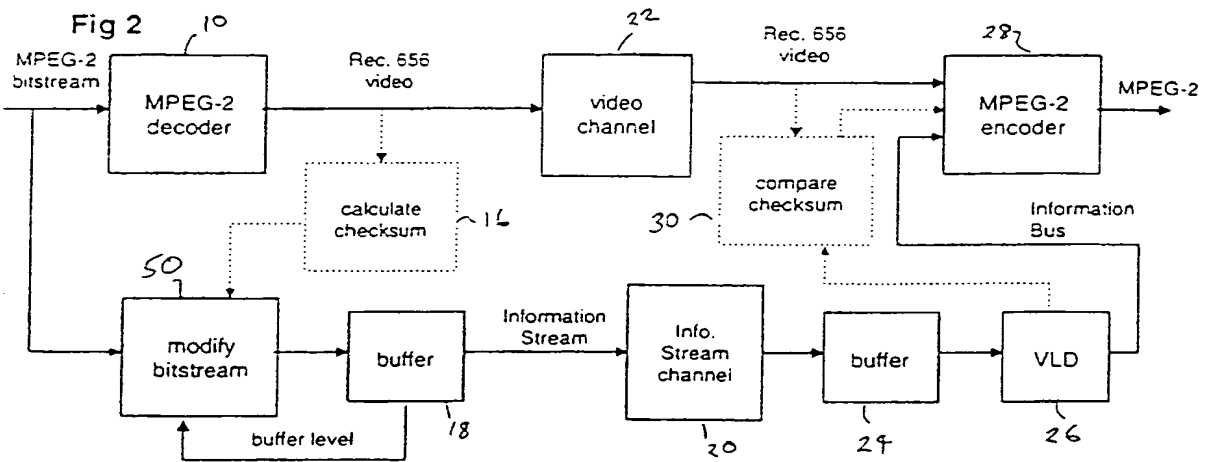 Fig 2
10
22
28
MPEG-2
bitstream
Rec. 656
video
Rec. 656
video
MPEG-2
MPEG-2
decoder
video
channel
MPEG-2
encoder
calculate
checksum
16
compare
checksum
30
Information
Bus
50
modify
bitstream
buffer
Information
Stream
Info.
Stream
channel
buffer
VLD
buffer level
18
20
24
26